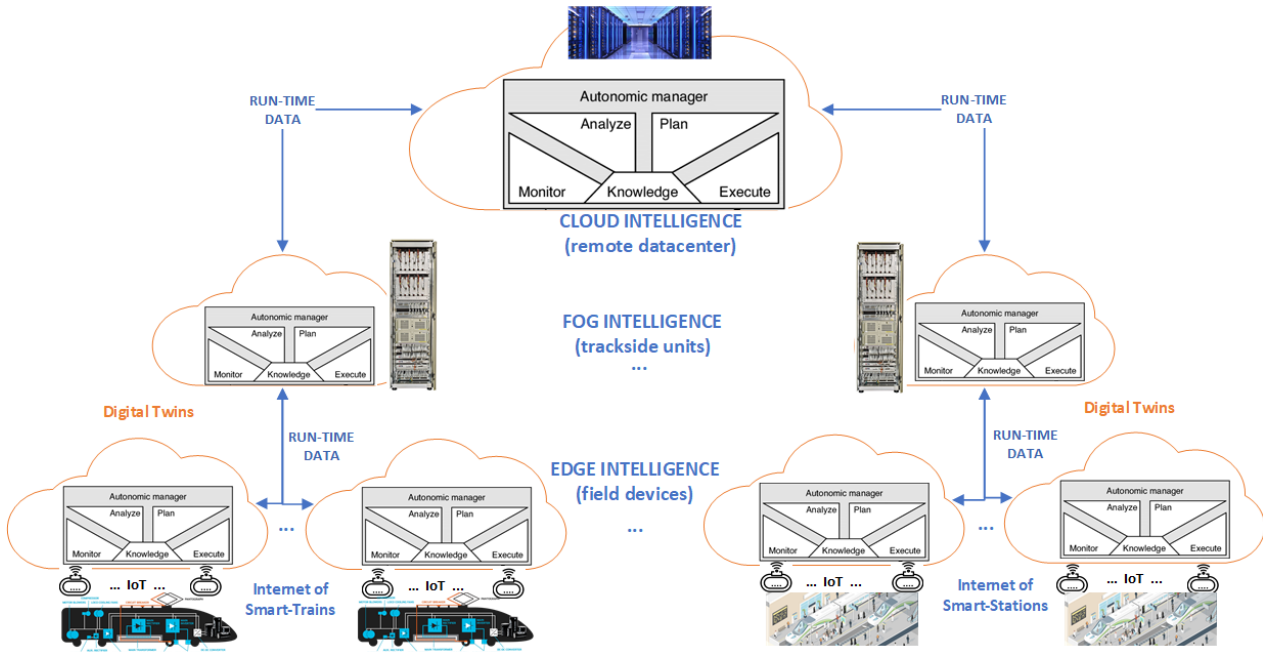 RUN-TIME
DATA
Autonomic manager
Analyze
Plan
Monitor
Knowledge
Execute
RUN-TIME
DATA
CLOUD INTELLIGENCE
(remote datacenter)
Autonomic manager
Analyze
Plan
Monitor
Knowledge
Execute
FOG INTELLIGENCE
(trackside units)
...
Autonomic manager
Analyze
Plan
Monitor
Knowledge
Execute
Digital Twins
Digital Twins
RUN-TIME
DATA
RUN-TIME
DATA
EDGE INTELLIGENCE
(field devices)
...
Autonomic manager
Analyze
Plan
Monitor
Knowledge
Execute
...
Autonomic manager
Analyze
Plan
Monitor
Knowledge
Execute
Autonomic manager
Analyze
Plan
Monitor
Knowledge
Execute
...
Autonomic manager
Analyze
Plan
Monitor
Knowledge
Execute
... IoT ...
Internet of
Smart-Trains
... IoT ...
... IoT ...
Internet of
Smart-Stations
... IoT ...